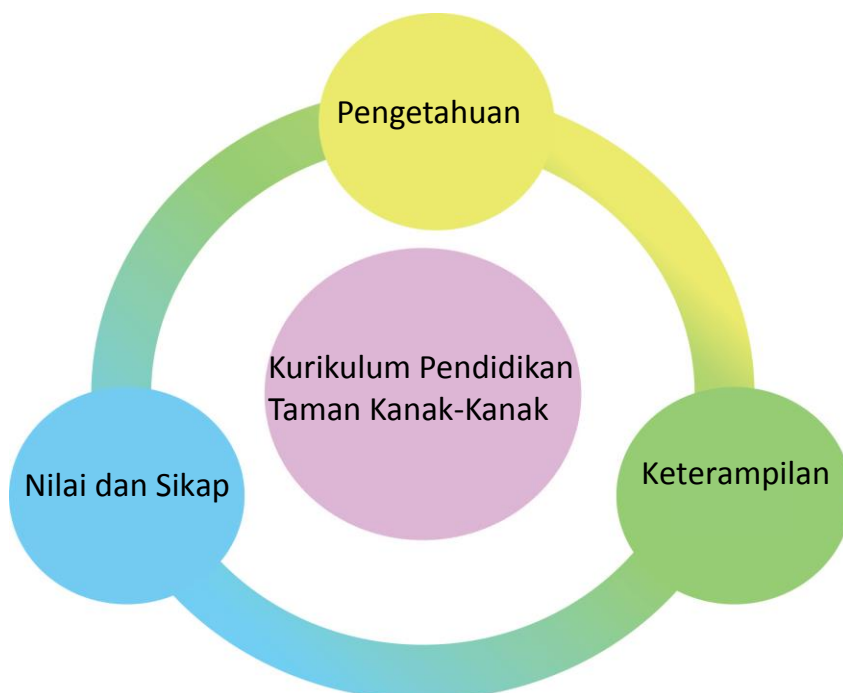 Pengetahuan
Kurikulum Pendidikan
Taman Kanak-Kanak
Nilai dan Sikap
Keterampilan